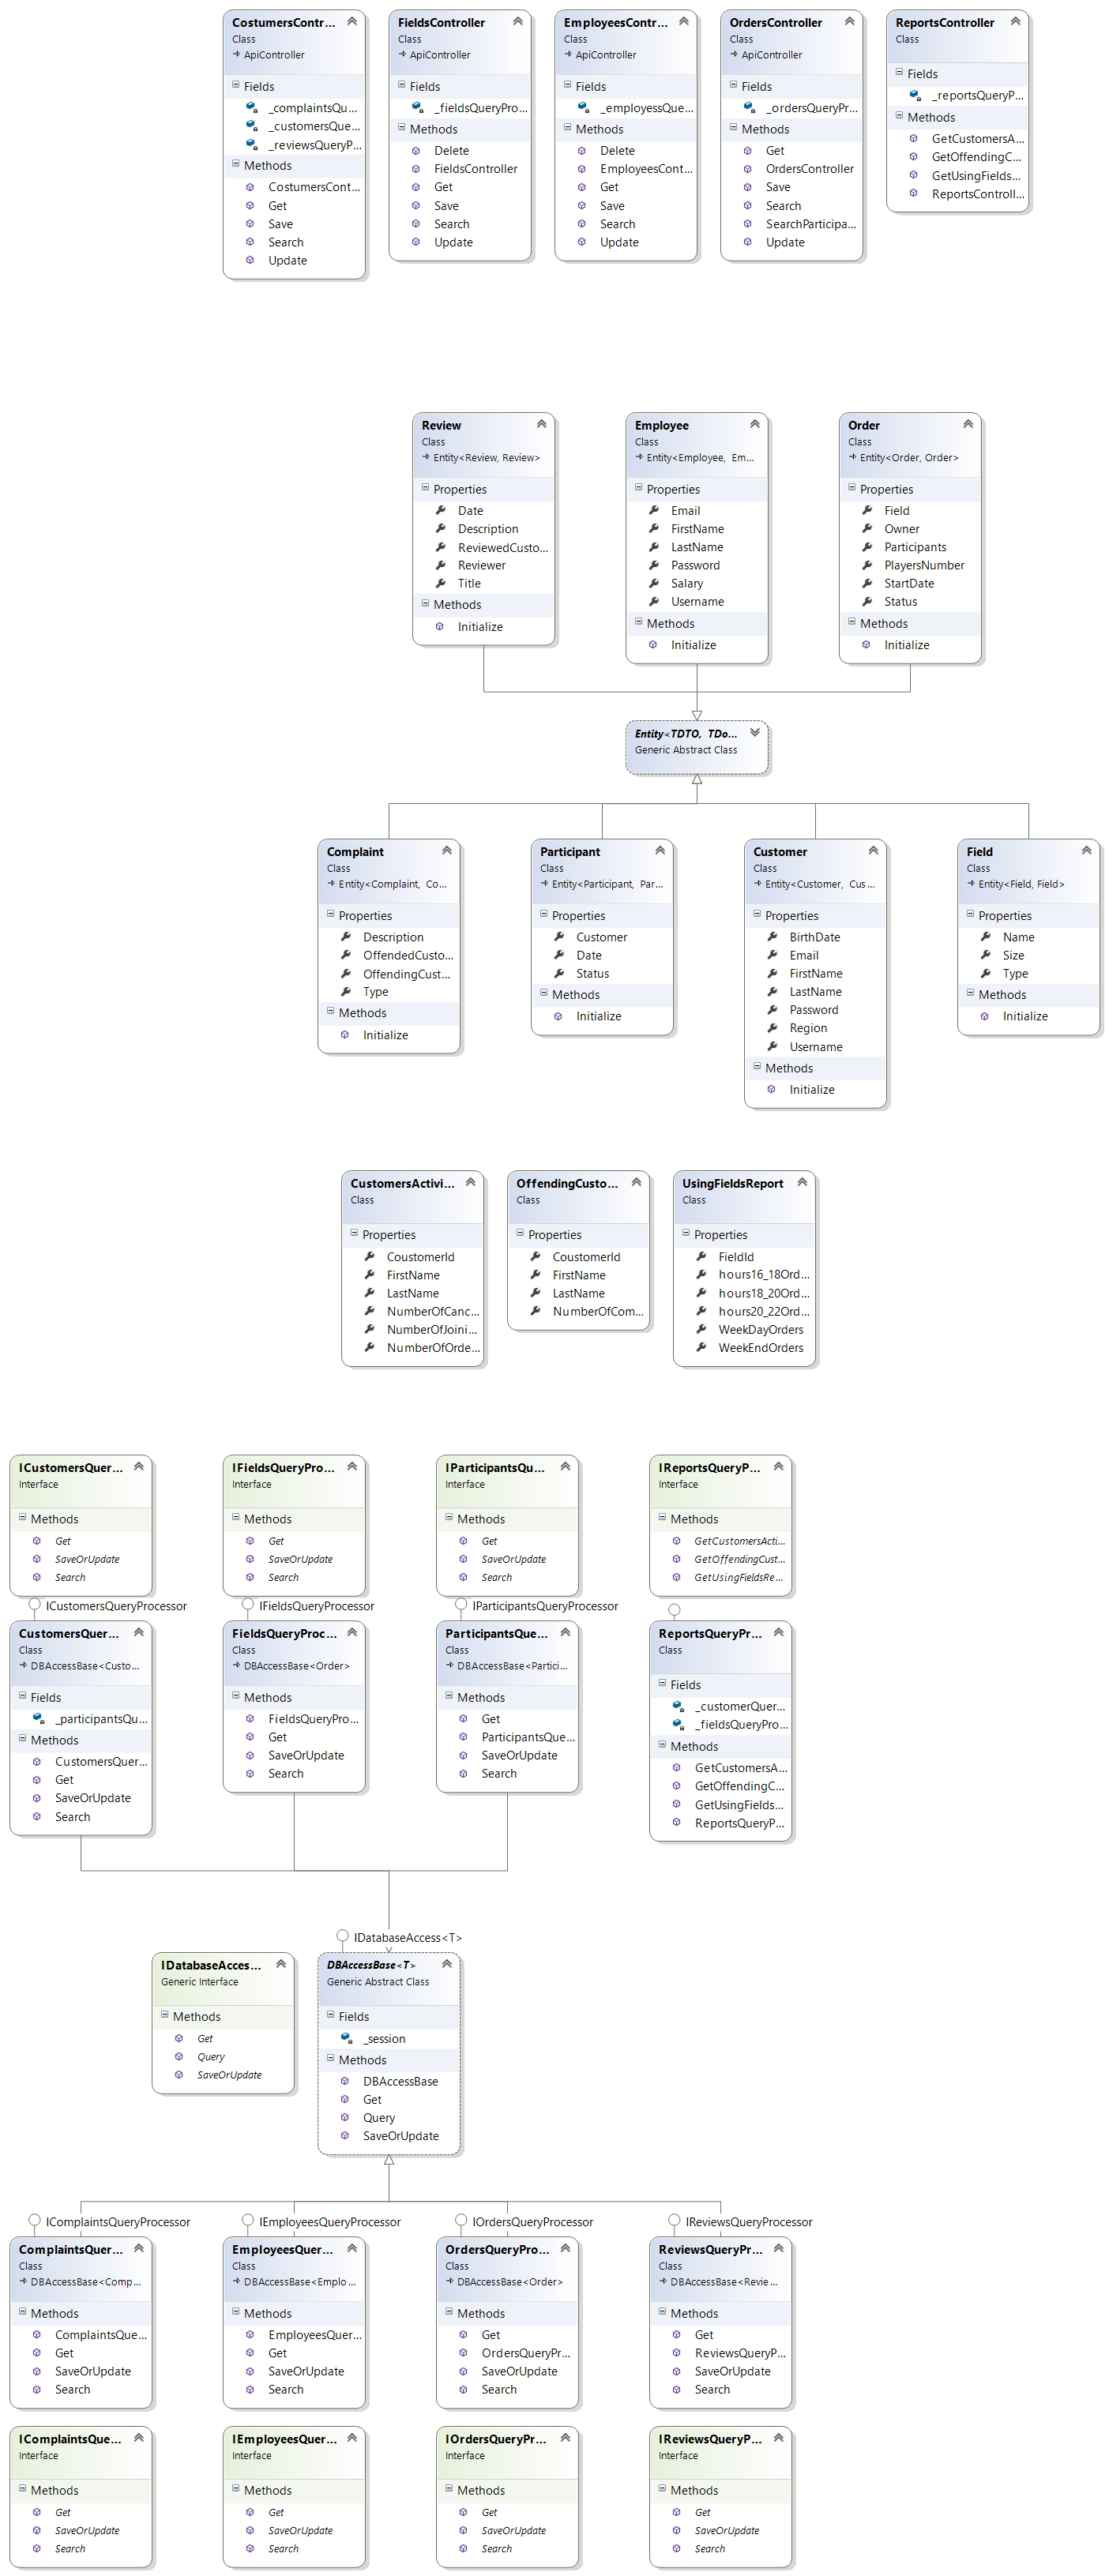 CostumersContr...
Class
ApiController
Fields
_complaintsQu...
_customersQue...
_reviewsQueryP...
Methods
CostumersCont...
Get
Save
Search
Update
FieldsController
Class
ApiController
Fields
_fieldsQueryPro...
Methods
Delete
FieldsController
Get
Save
Search
Update
EmployeesContr...
Class
ApiController
Fields
_employessQue...
Methods
Delete
EmployeesCont...
Get
Save
Search
Update
OrdersController
Class
ApiController
Fields
_ordersQueryPr...
Methods
Get
OrdersController
Save
Search
SearchParticipa...
Update
ReportsController
Class
Fields
_reportsQueryP...
Methods
GetCustomersA...
GetOffendingC...
GetUsingFields...
ReportsControll...
Review
Class
Entity<Review, Review>
Properties
Date
Description
ReviewedCusto...
Reviewer
Title
Methods
Initialize
Employee
Class
Entity<Employee, Em...
Properties
Email
FirstName
LastName
Password
Salary
Username
Methods
Initialize
Order
Class
Entity<Order, Order>
Properties
Field
Owner
Participants
PlayersNumber
StartDate
Status
Methods
Initialize
Entity<TDTO, TDo...
Generic Abstract Class
Complaint
Class
Entity<Complaint, Co...
Properties
Description
OffendedCusto...
OffendingCust...
Type
Methods
Initialize
Participant
Class
Entity<Participant, Par...
Properties
Customer
Date
Status
Methods
Initialize
Customer
Class
Entity<Customer, Cus...
Properties
BirthDate
Email
FirstName
LastName
Password
Region
Username
Methods
Initialize
Field
Class
Entity<Field, Field>
Properties
Name
Size
Type
Methods
Initialize
CustomersActivi...
Class
Properties
CoustomerId
FirstName
LastName
NumberOfCanc...
NumberOfJoini...
NumberOfOrde...
OffendingCusto...
Class
Properties
CoustomerId
FirstName
LastName
NumberOfCom...
UsingFieldsReport
Class
Properties
FieldId
hours16_18Ord...
hours18_20Ord...
hours20_22Ord...
WeekDayOrders
WeekEndOrders
ICustomersQuer...
Interface
Methods
Get
SaveOrUpdate
Search
IFieldsQueryPro...
Interface
Methods
Get
SaveOrUpdate
Search
IParticipantsQu...
Interface
Methods
Get
SaveOrUpdate
Search
IReportsQueryP...
Interface
Methods
GetCustomersActi...
GetOffendingCust...
GetUsingFieldsRe...
ICustomersQueryProcessor
CustomersQuer...
Class
DBAccessBase<Custo...
Fields
_participantsQu...
Methods
CustomersQuer...
Get
SaveOrUpdate
Search
IFieldsQueryProcessor
FieldsQueryProc...
Class
DBAccessBase<Order>
Methods
FieldsQueryPro...
Get
SaveOrUpdate
Search
IParticipantsQueryProcessor
ParticipantsQue...
Class
DBAccessBase<Partici...
Methods
Get
ParticipantsQue...
SaveOrUpdate
Search
ReportsQueryPr...
Class
Fields
_customerQuer...
_fieldsQueryPro...
Methods
GetCustomersA...
GetOffendingC...
GetUsingFields...
ReportsQueryP...
IDatabaseAcces...
Generic Interface
Methods
Get
Query
SaveOrUpdate
IDatabaseAccess<T>
DBAccessBase<T>
Generic Abstract Class
Fields
_session
Methods
DBAccessBase
Get
Query
SaveOrUpdate
IComplaintsQueryProcessor
ComplaintsQuer...
Class
DBAccessBase<Comp...
Methods
ComplaintsQue...
Get
SaveOrUpdate
Search
IEmployeesQueryProcessor
EmployeesQuer...
Class
DBAccessBase<Emplo...
Methods
EmployeesQuer...
Get
SaveOrUpdate
Search
IOrdersQueryProcessor
OrdersQueryPro...
Class
DBAccessBase<Order>
Methods
Get
OrdersQueryPr...
SaveOrUpdate
Search
IReviewsQueryProcessor
ReviewsQueryPr...
Class
DBAccessBase<Revie...
Methods
Get
ReviewsQueryP...
SaveOrUpdate
Search
IComplaintsQue...
Interface
Methods
Get
SaveOrUpdate
Search
IEmployeesQuer...
Interface
Methods
Get
SaveOrUpdate
Search
IOrdersQueryPr...
Interface
Methods
Get
SaveOrUpdate
Search
IReviewsQueryP...
Interface
Methods
Get
SaveOrUpdate
Search